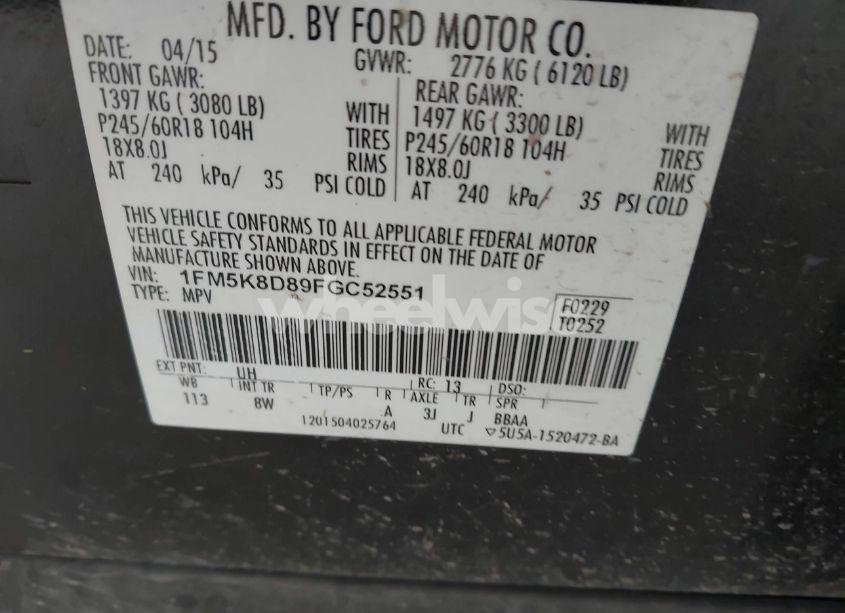 MFD. BY FORD MOTOR CO.
DATE: 04/15 GVWR: 2776 KG ( 6120 LB)
FRONT GAWR: REAR GAWR:
1397 KG ( 3080 LB) WITH 1497 KG ( 3300 LB) WITH
P245/60R18 104H TIRES P245/60R18 104H TIRES
18X8.0J RIMS 18X8.0J RIMS
AT 240 kPa/ 35 PSI COLD AT 240 kPa/ 35 PSI COLD
THIS VEHICLE CONFORMS TO ALL APPLICABLE FEDERAL MOTOR
VEHICLE SAFETY STANDARDS IN EFFECT ON THE DATE OF
MANUFACTURE SHOWN ABOVE.
VIN: 1FM5K8D89FGC52551
TYPE: MPV
F0229
T0252
wheelwise
EXT PNT: UH RC: 13 DSO:
WB INT TR TP/PS R AXLE TR SPR
113 8W A 3J J BBAA
1201504025764 UTC ▽5U5A-1520472-BA